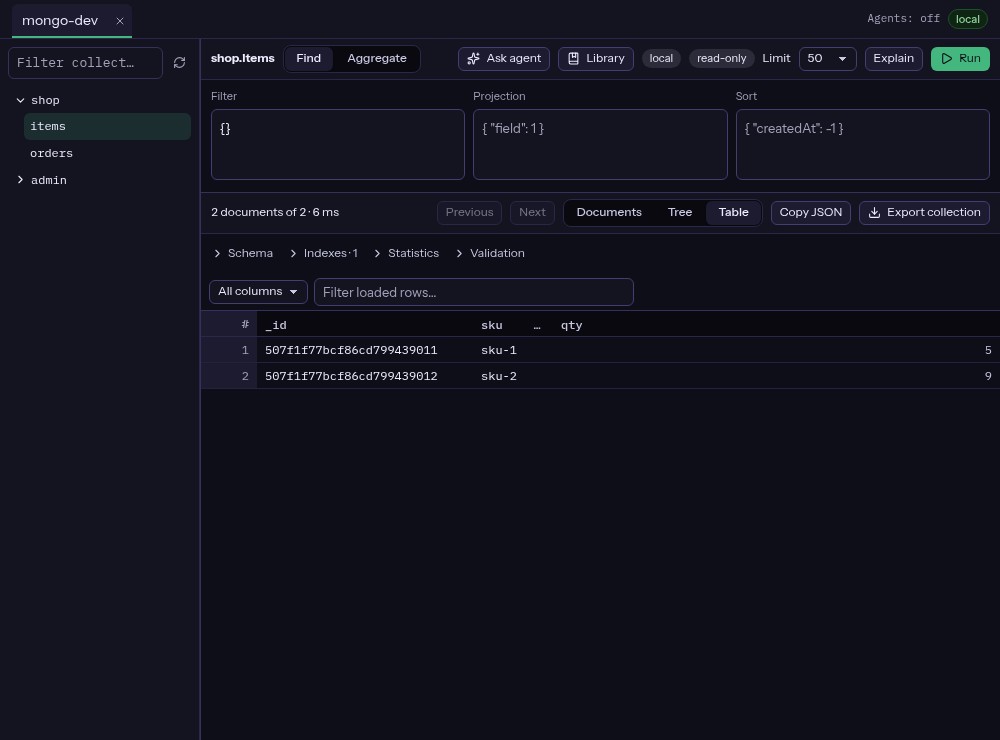 mongo-dev
Agents: off local
Filter collect…
shop
items
orders
admin
shop.items Find Aggregate Ask agent Library local read-only Limit 50 Explain Run
Filter Projection Sort
{} { "field": 1 } { "createdAt": -1 }
2 documents of 2 · 6 ms Previous Next Documents Tree Table Copy JSON Export collection
Schema Indexes · 1 Statistics Validation
All columns Filter loaded rows…
# _id sku … qty
1 507f1f77bcf86cd799439011 sku-1 5
2 507f1f77bcf86cd799439012 sku-2 9